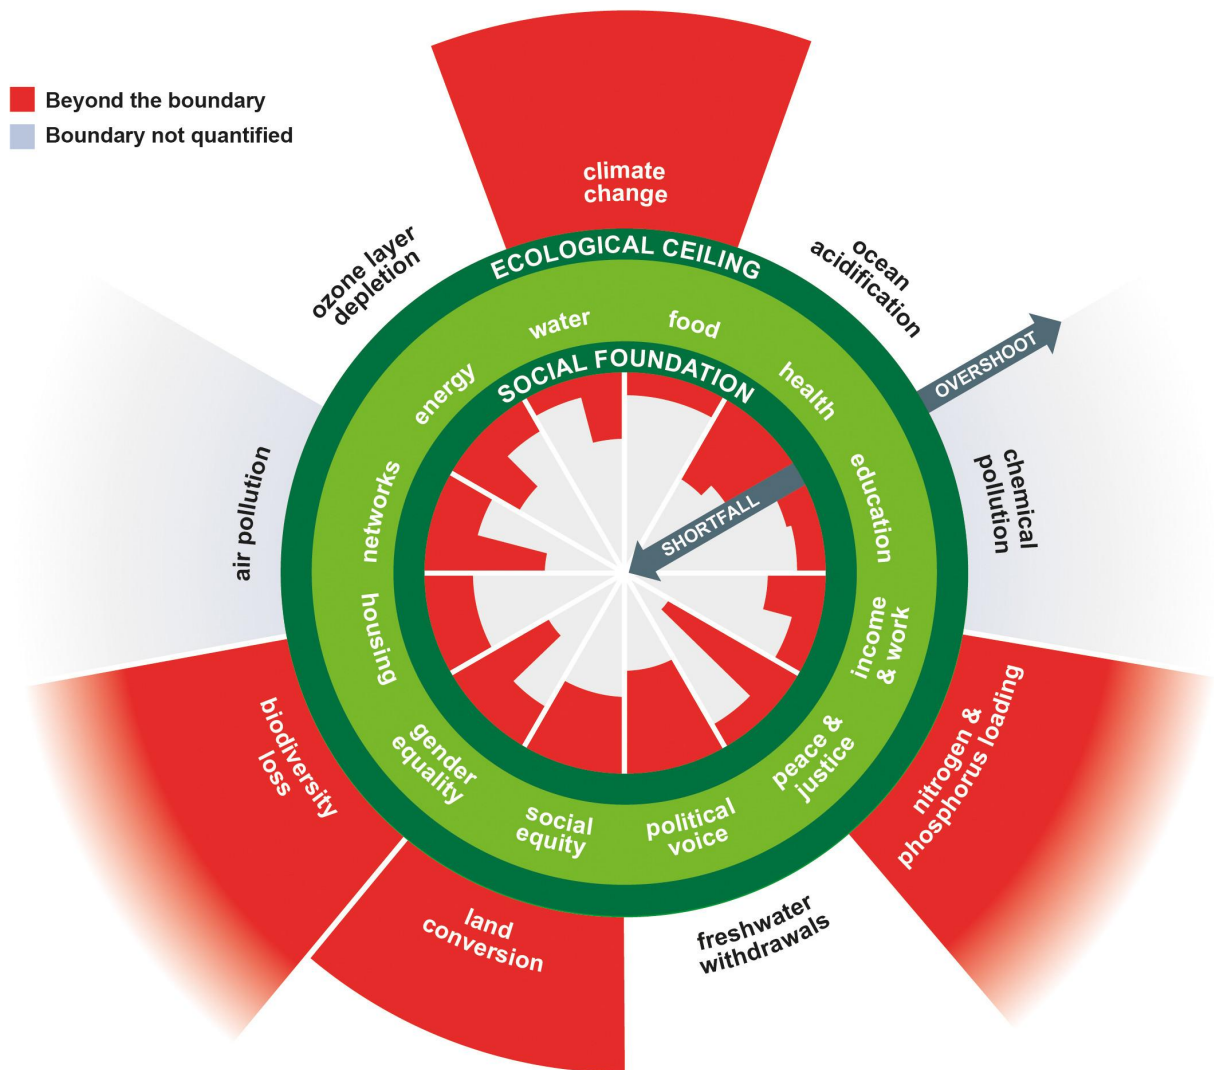 Beyond the boundary
Boundary not quantified
climate
change
ozone layer
depletion
ocean
acidification
ECOLOGICAL CEILING
OVERSHOOT
water
food
energy
health
SOCIAL FOUNDATION
networks
education
SHORTFALL
air pollution
chemical
pollution
housing
income
& work
gender
equality
peace &
justice
social
equity
political
voice
biodiversity
loss
nitrogen &
phosphorus loading
land
conversion
freshwater
withdrawals